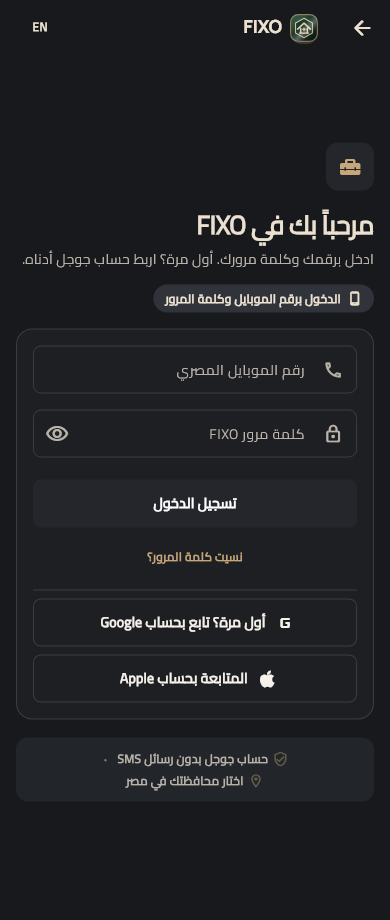 FIXO
EN
مرحباً بك في FIXO
ادخل برقمك وكلمة مرورك. أول مرة؟ اربط حساب جوجل أدناه.
الدخول برقم الموبايل وكلمة المرور
رقم الموبايل المصري
كلمة مرور FIXO
تسجيل الدخول
نسيت كلمة المرور؟
أول مرة؟ تابع بحساب Google
G
المتابعة بحساب Apple
حساب جوجل بدون رسائل SMS ·
اختار محافظتك في مصر